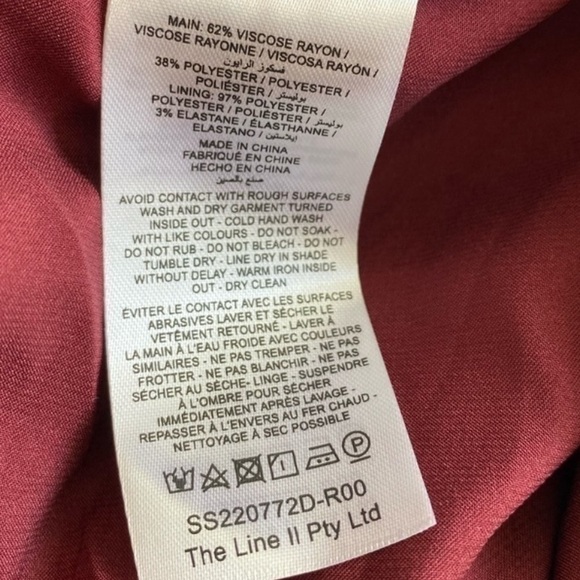 MAIN: 62% VISCOSE RAYON /
VISCOSE RAYONNE / VISCOSA RAYÓN /
فسكوز الرايون
38% POLYESTER / POLYESTER /
POLIÉSTER / بوليستر
LINING: 97% POLYESTER /
POLYESTER / POLIÉSTER / بوليستر
3% ELASTANE / ÉLASTHANNE /
ELASTANO / إيلاستين
MADE IN CHINA
FABRIQUÉ EN CHINE
HECHO EN CHINA
صنع بالصين
AVOID CONTACT WITH ROUGH SURFACES
WASH AND DRY GARMENT TURNED
INSIDE OUT - COLD HAND WASH
WITH LIKE COLOURS - DO NOT SOAK -
DO NOT RUB - DO NOT BLEACH - DO NOT
TUMBLE DRY - LINE DRY IN SHADE
WITHOUT DELAY - WARM IRON INSIDE
OUT - DRY CLEAN
ÉVITER LE CONTACT AVEC LES SURFACES
ABRASIVES LAVER ET SÉCHER LE
VETÊMENT RETOURNÉ - LAVER À
LA MAIN À L'EAU FROIDE AVEC COULEURS
SIMILAIRES - NE PAS TREMPER - NE PAS
FROTTER - NE PAS BLANCHIR - NE PAS
SÉCHER AU SÈCHE- LINGE - SUSPENDRE
À L'OMBRE POUR SÉCHER
IMMÉDIATEMENT APRÈS LAVAGE -
REPASSER À L'ENVERS AU FER CHAUD -
NETTOYAGE À SEC POSSIBLE
P
SS220772D-R00
The Line II Pty Ltd